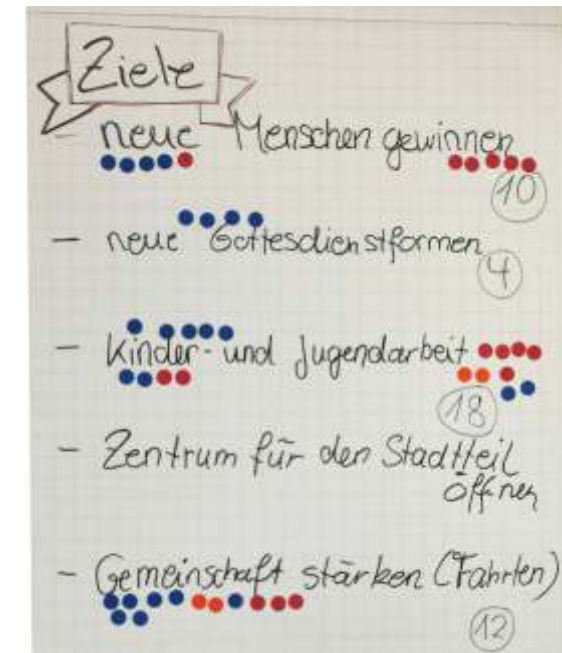 Ziele
- neue Menschen gewinnen
10
- neue Gottesdienstformen
4
- Kinder- und Jugendarbeit
18
- Zentrum für den Stadtteil
öffnen
- Gemeinschaft stärken (Fahrten)
12